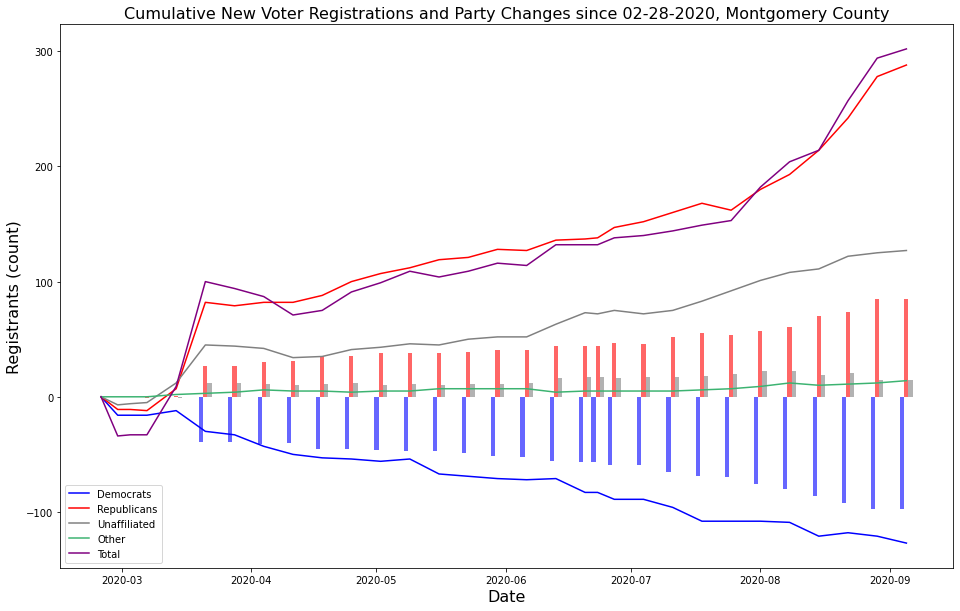 Cumulative New Voter Registrations and Party Changes since 02-28-2020, Montgomery County
Registrants (count)
300
200
100
0
−100
Democrats
Republicans
Unaffiliated
Other
Total
2020-03
2020-04
2020-05
2020-06
2020-07
2020-08
2020-09
Date